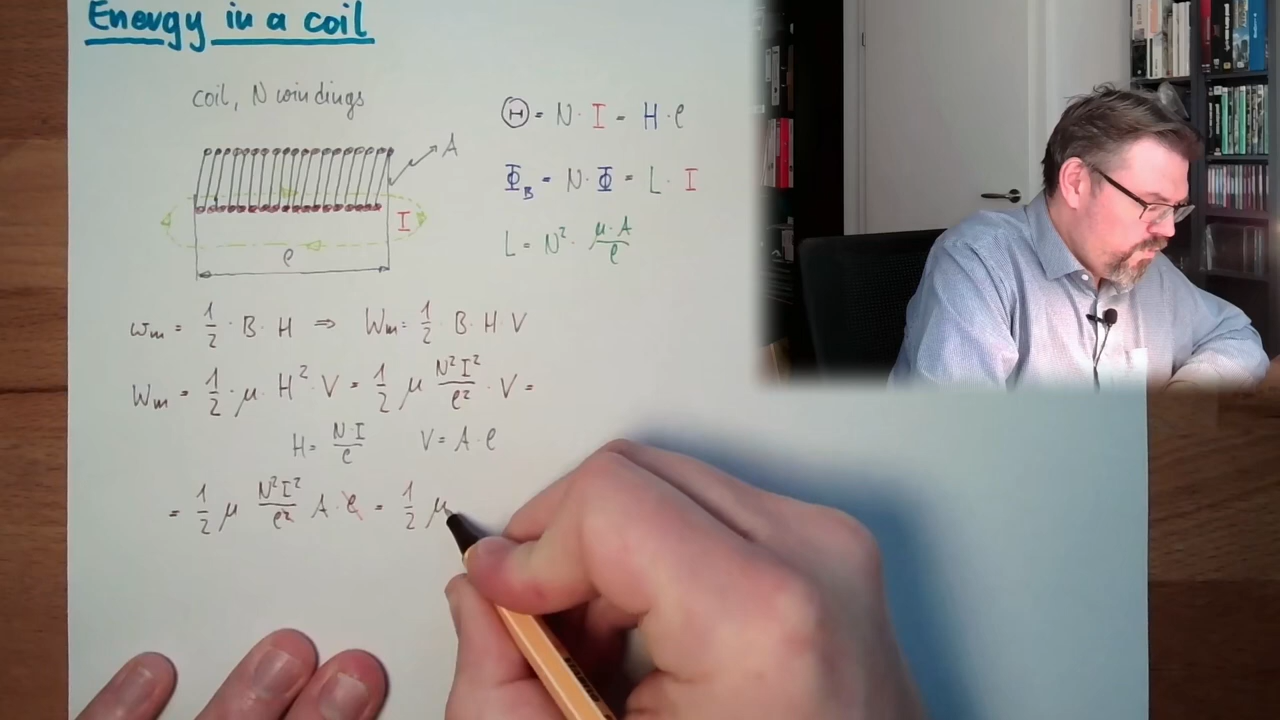 Energy in a coil
coil, N windings
A
I
ℓ
Θ = N · I = H · ℓ
Φ_B = N · Φ = L · I
L = N² · μ · A / ℓ
w_m = 1/2 · B · H ⇒ W_m = 1/2 · B · H · V
W_m = 1/2 · μ · H² · V = 1/2 μ N²I²/ℓ² · V =
H = N · I / ℓ V = A · ℓ
= 1/2 μ N²I²/ℓ² A · ℓ = 1/2 μ